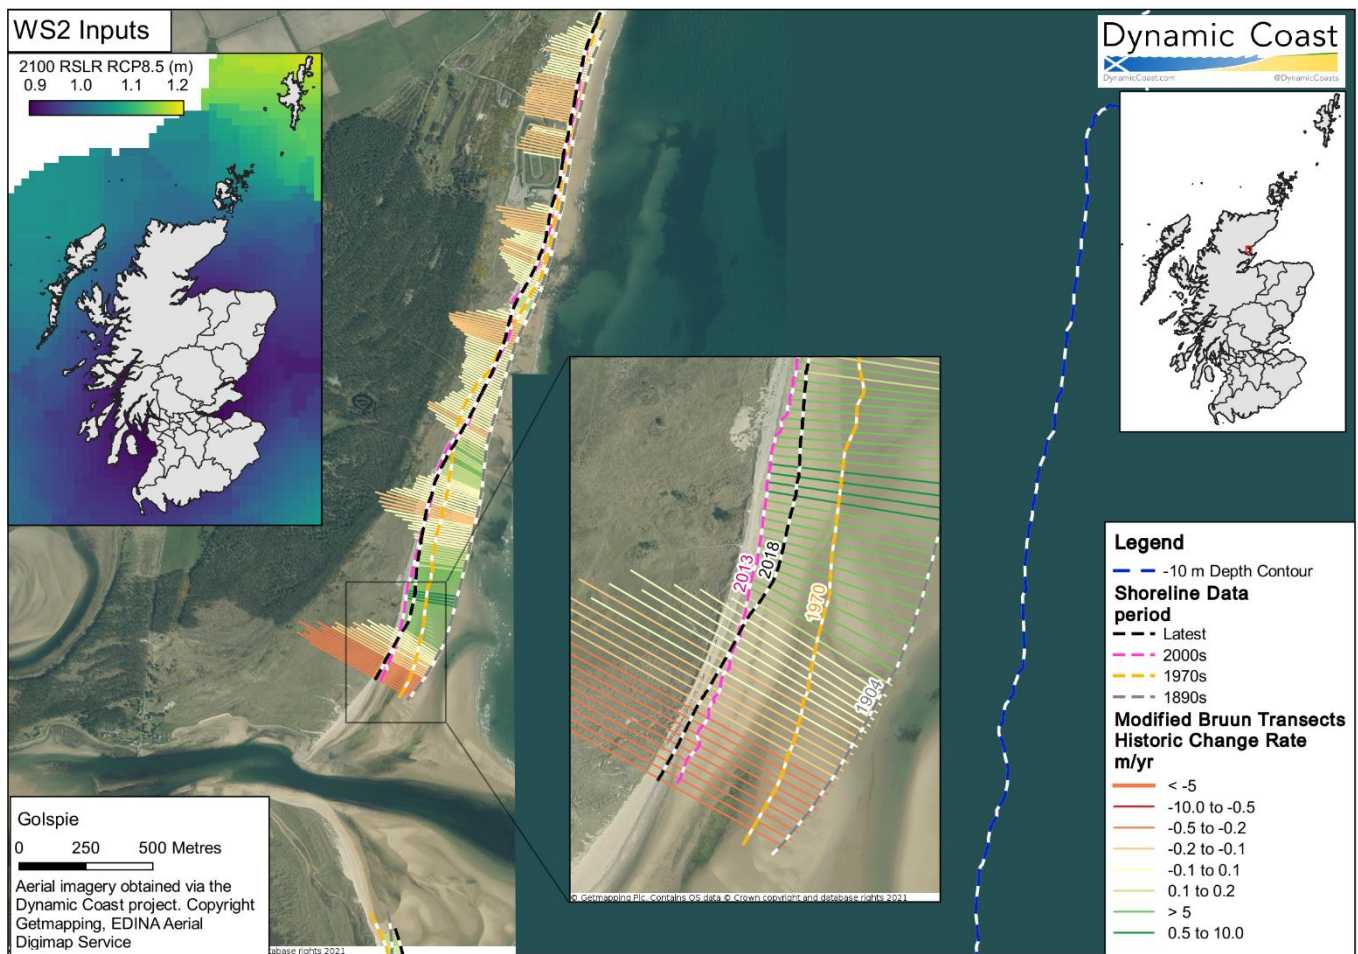 WS2 Inputs
2100 RSLR RCP8.5 (m)
0.9 1.0 1.1 1.2
Dynamic Coast
DynamicCoast.com @DynamicCoasts
2013
2018
1970
1904
© Getmapping Plc. Contains OS data © Crown copyright and database rights 2021
Legend
-10 m Depth Contour
Shoreline Data
period
Latest
2000s
1970s
1890s
Modified Bruun Transects
Historic Change Rate
m/yr
< -5
-10.0 to -0.5
-0.5 to -0.2
-0.2 to -0.1
-0.1 to 0.1
0.1 to 0.2
> 5
0.5 to 10.0
Golspie
0 250 500 Metres
Aerial imagery obtained via the
Dynamic Coast project. Copyright
Getmapping, EDINA Aerial
Digimap Service
tabase rights 2021